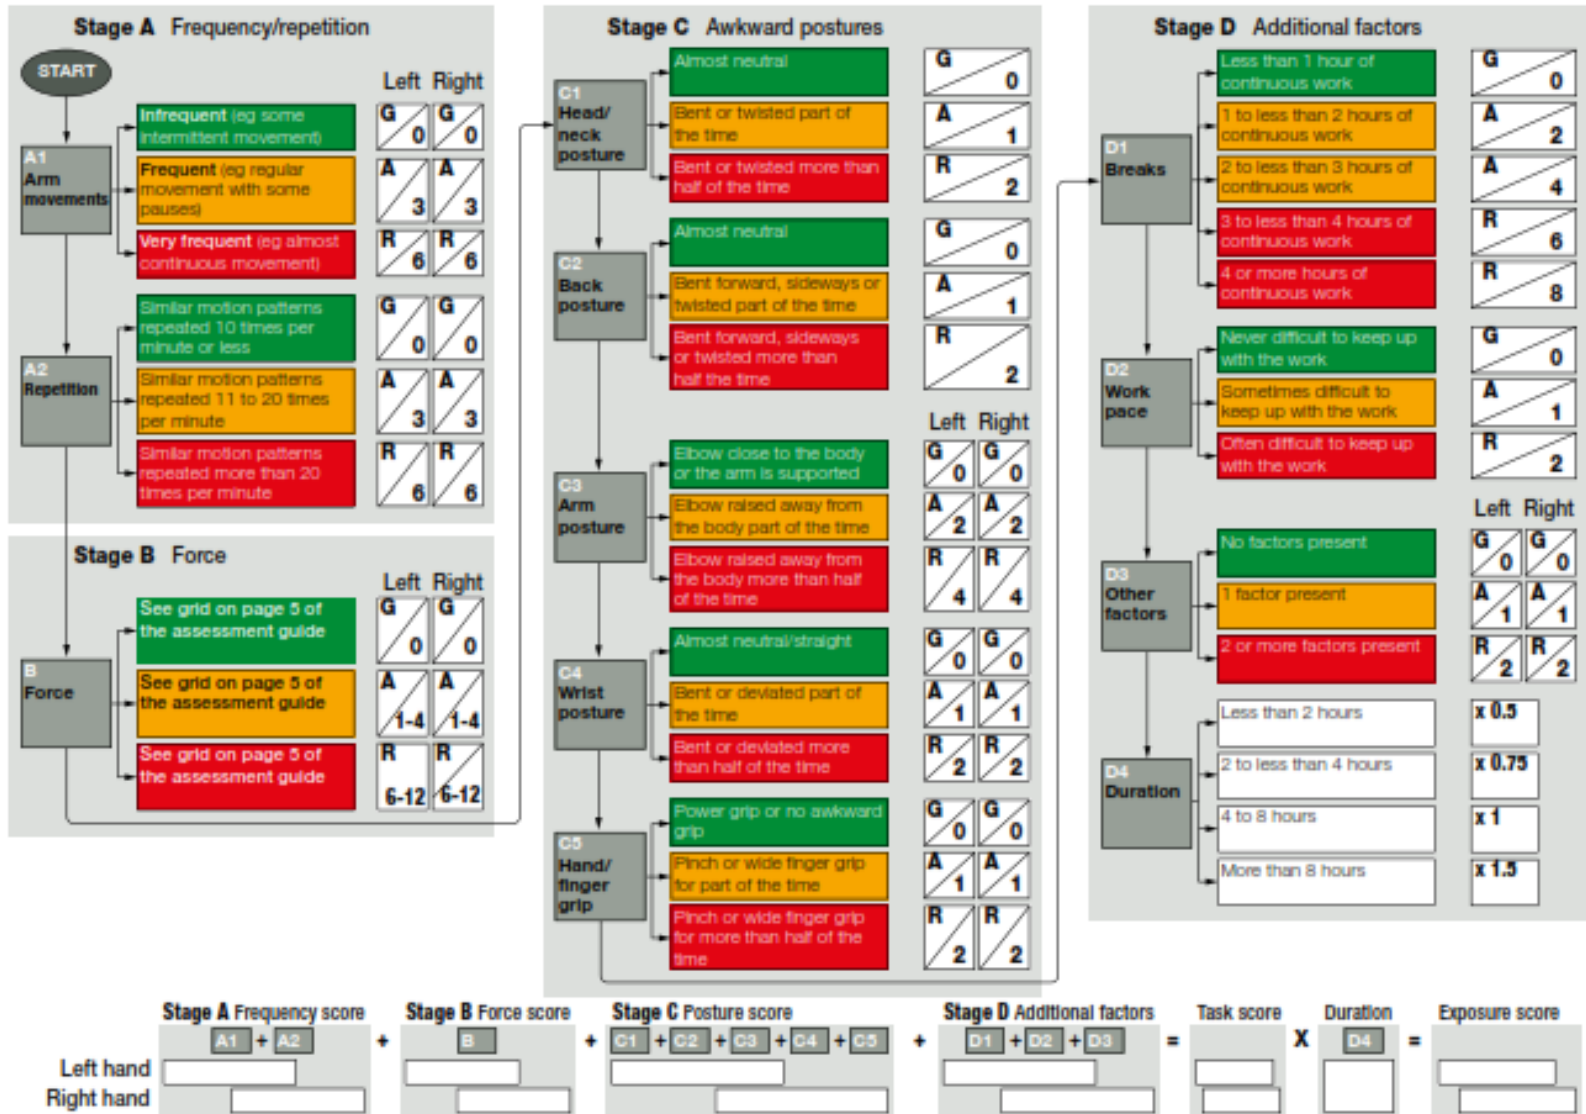 Stage A Frequency/repetition
START
Left Right
A1
Arm
movements
Infrequent (eg some
intermittent movement)
G 0 G 0
Frequent (eg regular
movement with some
pauses)
A 3 A 3
Very frequent (eg almost
continuous movement)
R 6 R 6
A2
Repetition
Similar motion patterns
repeated 10 times per
minute or less
G 0 G 0
Similar motion patterns
repeated 11 to 20 times
per minute
A 3 A 3
Similar motion patterns
repeated more than 20
times per minute
R 6 R 6
Stage B Force
Left Right
B
Force
See grid on page 5 of
the assessment guide
G 0 G 0
See grid on page 5 of
the assessment guide
A 1-4 A 1-4
See grid on page 5 of
the assessment guide
R 6-12 R 6-12
Stage C Awkward postures
C1
Head/
neck
posture
Almost neutral
G 0
Bent or twisted part of
the time
A 1
Bent or twisted more than
half of the time
R 2
C2
Back
posture
Almost neutral
G 0
Bent forward, sideways or
twisted part of the time
A 1
Bent forward, sideways
or twisted more than
half the time
R 2
Left Right
C3
Arm
posture
Elbow close to the body
or the arm is supported
G 0 G 0
Elbow raised away from
the body part of the time
A 2 A 2
Elbow raised away from
the body more than half
of the time
R 4 R 4
C4
Wrist
posture
Almost neutral/straight
G 0 G 0
Bent or deviated part of
the time
A 1 A 1
Bent or deviated more
than half of the time
R 2 R 2
C5
Hand/
finger
grip
Power grip or no awkward
grip
G 0 G 0
Pinch or wide finger grip
for part of the time
A 1 A 1
Pinch or wide finger grip
for more than half of the
time
R 2 R 2
Stage D Additional factors
D1
Breaks
Less than 1 hour of
continuous work
G 0
1 to less than 2 hours of
continuous work
A 2
2 to less than 3 hours of
continuous work
A 4
3 to less than 4 hours of
continuous work
R 6
4 or more hours of
continuous work
R 8
D2
Work
pace
Never difficult to keep up
with the work
G 0
Sometimes difficult to
keep up with the work
A 1
Often difficult to keep up
with the work
R 2
Left Right
D3
Other
factors
No factors present
G 0 G 0
1 factor present
A 1 A 1
2 or more factors present
R 2 R 2
D4
Duration
Less than 2 hours
x 0.5
2 to less than 4 hours
x 0.75
4 to 8 hours
x 1
More than 8 hours
x 1.5
Stage A Frequency score Stage B Force score Stage C Posture score Stage D Additional factors Task score Duration Exposure score
A1 + A2 + B + C1 + C2 + C3 + C4 + C5 + D1 + D2 + D3 = X D4 =
Left hand
Right hand